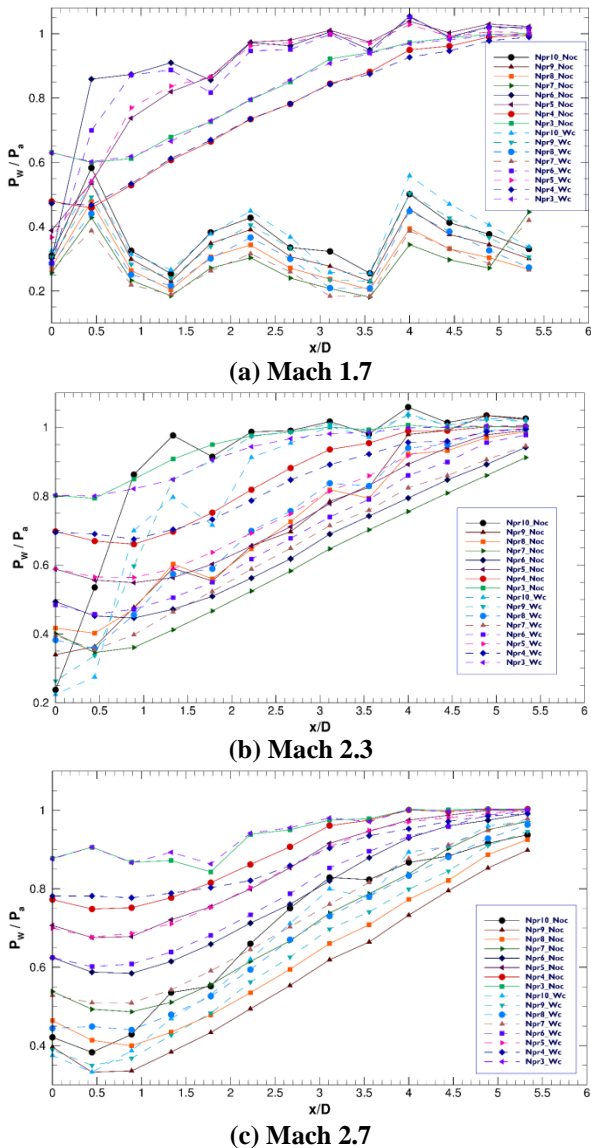 P_W / P_a
1
0.8
0.6
0.4
0.2
Npr10_Noc
Npr9_Noc
Npr8_Noc
Npr7_Noc
Npr6_Noc
Npr5_Noc
Npr4_Noc
Npr3_Noc
Npr10_Wc
Npr9_Wc
Npr8_Wc
Npr7_Wc
Npr6_Wc
Npr5_Wc
Npr4_Wc
Npr3_Wc
0 0.5 1 1.5 2 2.5 3 3.5 4 4.5 5 5.5 6
x/D
(a) Mach 1.7
P_W / P_a
1
0.8
0.6
0.4
0.2
Npr10_Noc
Npr9_Noc
Npr8_Noc
Npr7_Noc
Npr6_Noc
Npr5_Noc
Npr4_Noc
Npr3_Noc
Npr10_Wc
Npr9_Wc
Npr8_Wc
Npr7_Wc
Npr6_Wc
Npr5_Wc
Npr4_Wc
Npr3_Wc
0 0.5 1 1.5 2 2.5 3 3.5 4 4.5 5 5.5 6
x/D
(b) Mach 2.3
P_W / P_a
1
0.8
0.6
0.4
Npr10_Noc
Npr9_Noc
Npr8_Noc
Npr7_Noc
Npr6_Noc
Npr5_Noc
Npr4_Noc
Npr3_Noc
Npr10_Wc
Npr9_Wc
Npr8_Wc
Npr7_Wc
Npr6_Wc
Npr5_Wc
Npr4_Wc
Npr3_Wc
0 0.5 1 1.5 2 2.5 3 3.5 4 4.5 5 5.5 6
x/D
(c) Mach 2.7